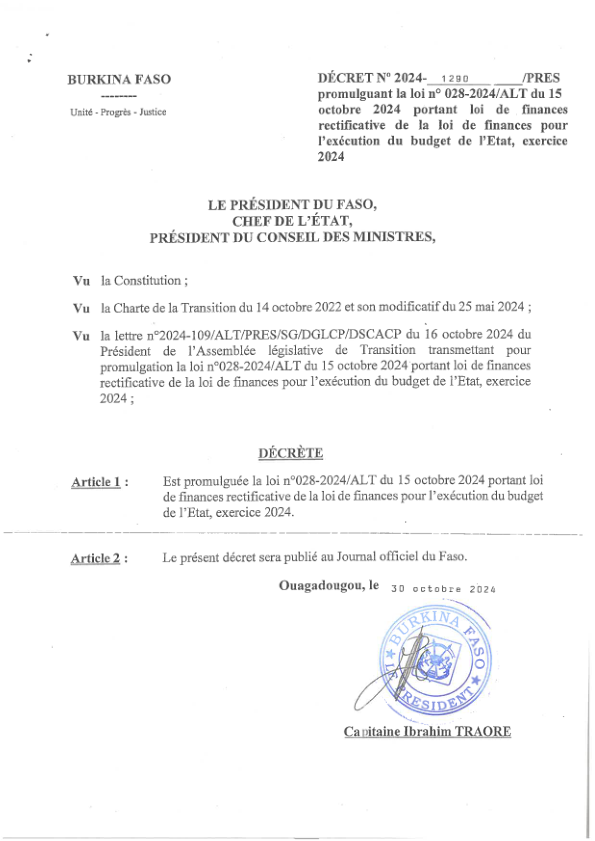 BURKINA FASO
--------
Unité - Progrès - Justice
DÉCRET N° 2024-__1290____ ____/PRES
promulguant la loi n° 028-2024/ALT du 15
octobre 2024 portant loi de finances
rectificative de la loi de finances pour
l'exécution du budget de l'Etat, exercice
2024
LE PRÉSIDENT DU FASO,
CHEF DE L'ÉTAT,
PRÉSIDENT DU CONSEIL DES MINISTRES,
Vu la Constitution ;
Vu la Charte de la Transition du 14 octobre 2022 et son modificatif du 25 mai 2024 ;
Vu la lettre n°2024-109/ALT/PRES/SG/DGLCP/DSCACP du 16 octobre 2024 du
Président de l'Assemblée législative de Transition transmettant pour
promulgation la loi n°028-2024/ALT du 15 octobre 2024 portant loi de finances
rectificative de la loi de finances pour l'exécution du budget de l'Etat, exercice
2024 ;
DÉCRÈTE
Article 1 : Est promulguée la loi n°028-2024/ALT du 15 octobre 2024 portant loi
de finances rectificative de la loi de finances pour l'exécution du budget
de l'Etat, exercice 2024.
Article 2 : Le présent décret sera publié au Journal officiel du Faso.
Ouagadougou, le 30 octobre 2024
BURKINA FASO
LE PRESIDENT
Capitaine Ibrahim TRAORE